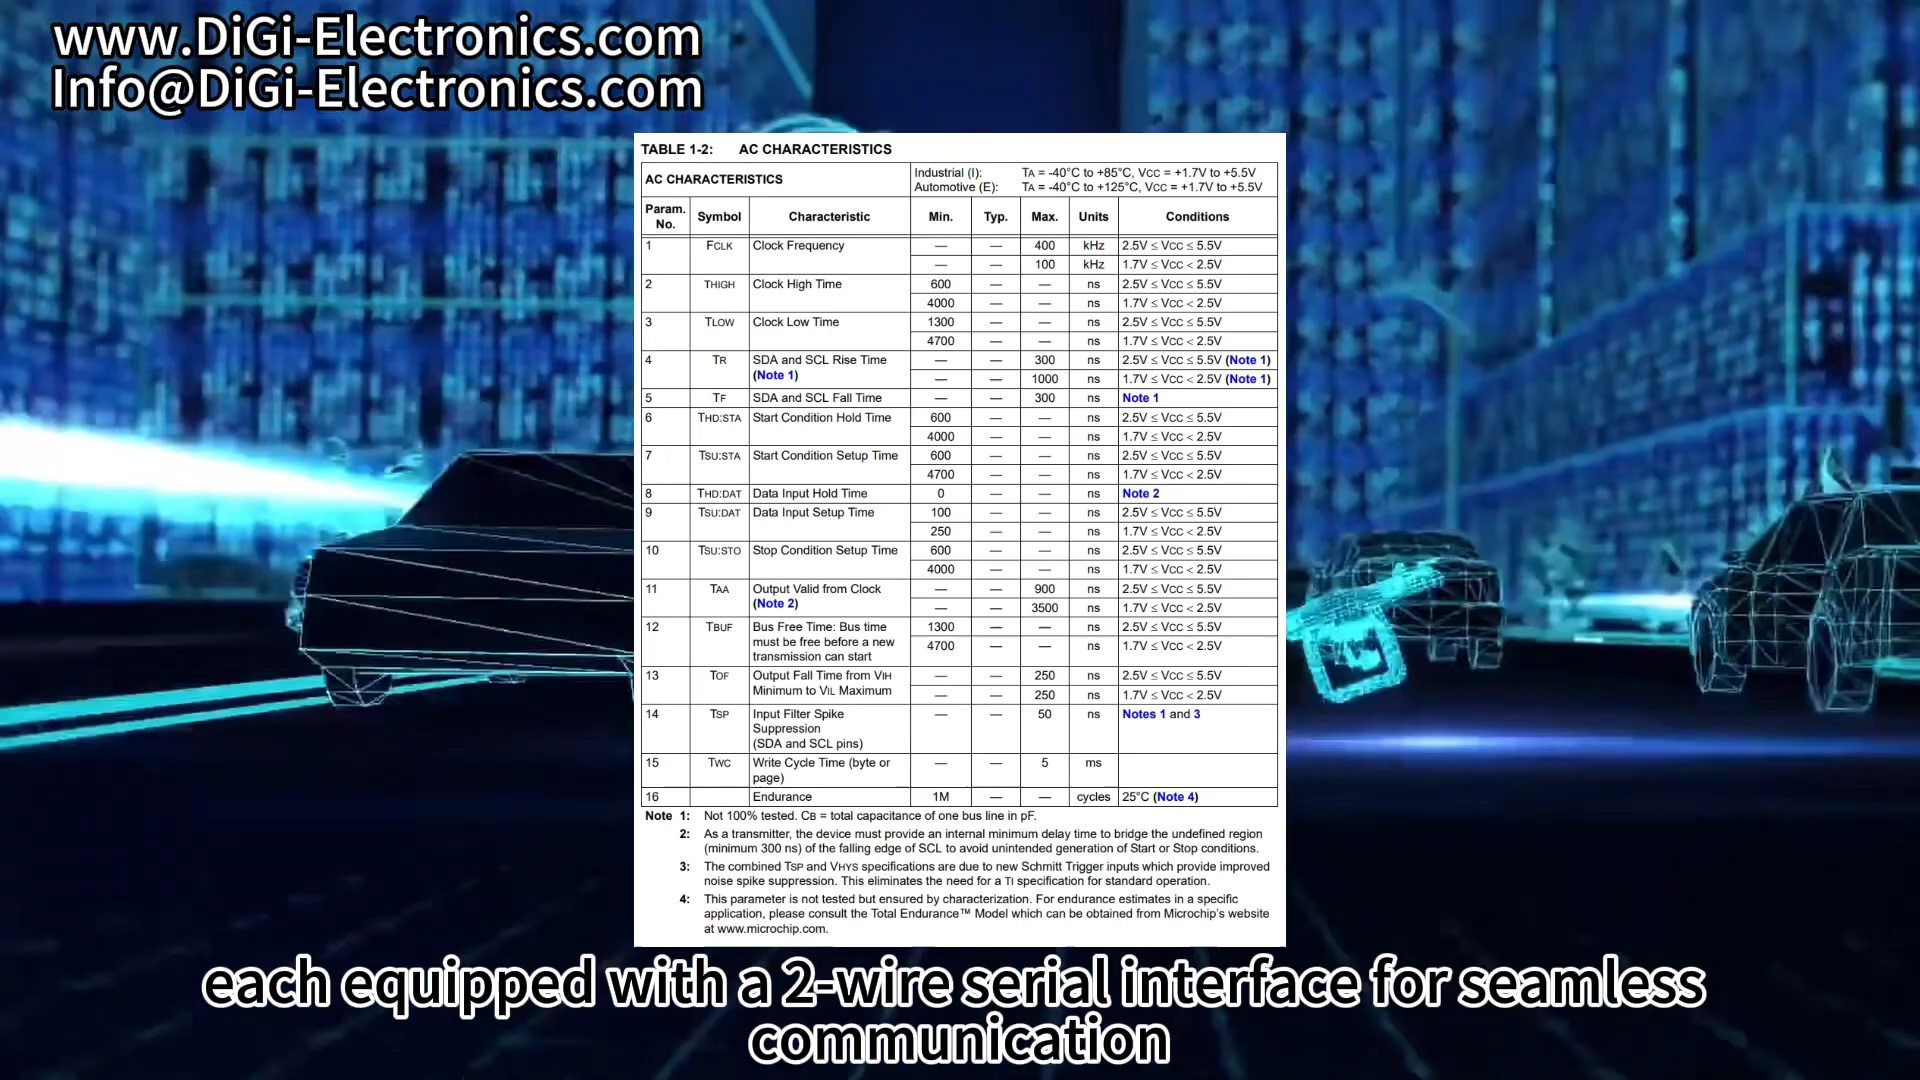 www.DiGi-Electronics.com
Info@DiGi-Electronics.com
TABLE 1-2: AC CHARACTERISTICS
AC CHARACTERISTICS
Industrial (I): TA = -40°C to +85°C, VCC = +1.7V to +5.5V
Automotive (E): TA = -40°C to +125°C, VCC = +1.7V to +5.5V
Param. No. Symbol Characteristic Min. Typ. Max. Units Conditions
1 FCLK Clock Frequency — — 400 kHz 2.5V ≤ VCC ≤ 5.5V
— — 100 kHz 1.7V ≤ VCC < 2.5V
2 THIGH Clock High Time 600 — — ns 2.5V ≤ VCC ≤ 5.5V
4000 — — ns 1.7V ≤ VCC < 2.5V
3 TLOW Clock Low Time 1300 — — ns 2.5V ≤ VCC ≤ 5.5V
4700 — — ns 1.7V ≤ VCC < 2.5V
4 TR SDA and SCL Rise Time — — 300 ns 2.5V ≤ VCC ≤ 5.5V (Note 1)
(Note 1) — — 1000 ns 1.7V ≤ VCC < 2.5V (Note 1)
5 TF SDA and SCL Fall Time — — 300 ns Note 1
6 THD:STA Start Condition Hold Time 600 — — ns 2.5V ≤ VCC ≤ 5.5V
4000 — — ns 1.7V ≤ VCC < 2.5V
7 TSU:STA Start Condition Setup Time 600 — — ns 2.5V ≤ VCC ≤ 5.5V
4700 — — ns 1.7V ≤ VCC < 2.5V
8 THD:DAT Data Input Hold Time 0 — — ns Note 2
9 TSU:DAT Data Input Setup Time 100 — — ns 2.5V ≤ VCC ≤ 5.5V
250 — — ns 1.7V ≤ VCC < 2.5V
10 TSU:STO Stop Condition Setup Time 600 — — ns 2.5V ≤ VCC ≤ 5.5V
4000 — — ns 1.7V ≤ VCC < 2.5V
11 TAA Output Valid from Clock — — 900 ns 2.5V ≤ VCC ≤ 5.5V
(Note 2) — — 3500 ns 1.7V ≤ VCC < 2.5V
12 TBUF Bus Free Time: Bus time 1300 — — ns 2.5V ≤ VCC ≤ 5.5V
must be free before a new 4700 — — ns 1.7V ≤ VCC < 2.5V
transmission can start
13 TOF Output Fall Time from VIH — — 250 ns 2.5V ≤ VCC ≤ 5.5V
Minimum to VIL Maximum — — 250 ns 1.7V ≤ VCC < 2.5V
14 TSP Input Filter Spike — — 50 ns Notes 1 and 3
Suppression
(SDA and SCL pins)
15 TWC Write Cycle Time (byte or — — 5 ms
page)
16 Endurance 1M — — cycles 25°C (Note 4)
Note 1: Not 100% tested. CB = total capacitance of one bus line in pF.
2: As a transmitter, the device must provide an internal minimum delay time to bridge the undefined region
(minimum 300 ns) of the falling edge of SCL to avoid unintended generation of Start or Stop conditions.
3: The combined TSP and VHYS specifications are due to new Schmitt Trigger inputs which provide improved
noise spike suppression. This eliminates the need for a TI specification for standard operation.
4: This parameter is not tested but ensured by characterization. For endurance estimates in a specific
application, please consult the Total Endurance™ Model which can be obtained from Microchip's website
at www.microchip.com.
each equipped with a 2-wire serial interface for seamless
communication